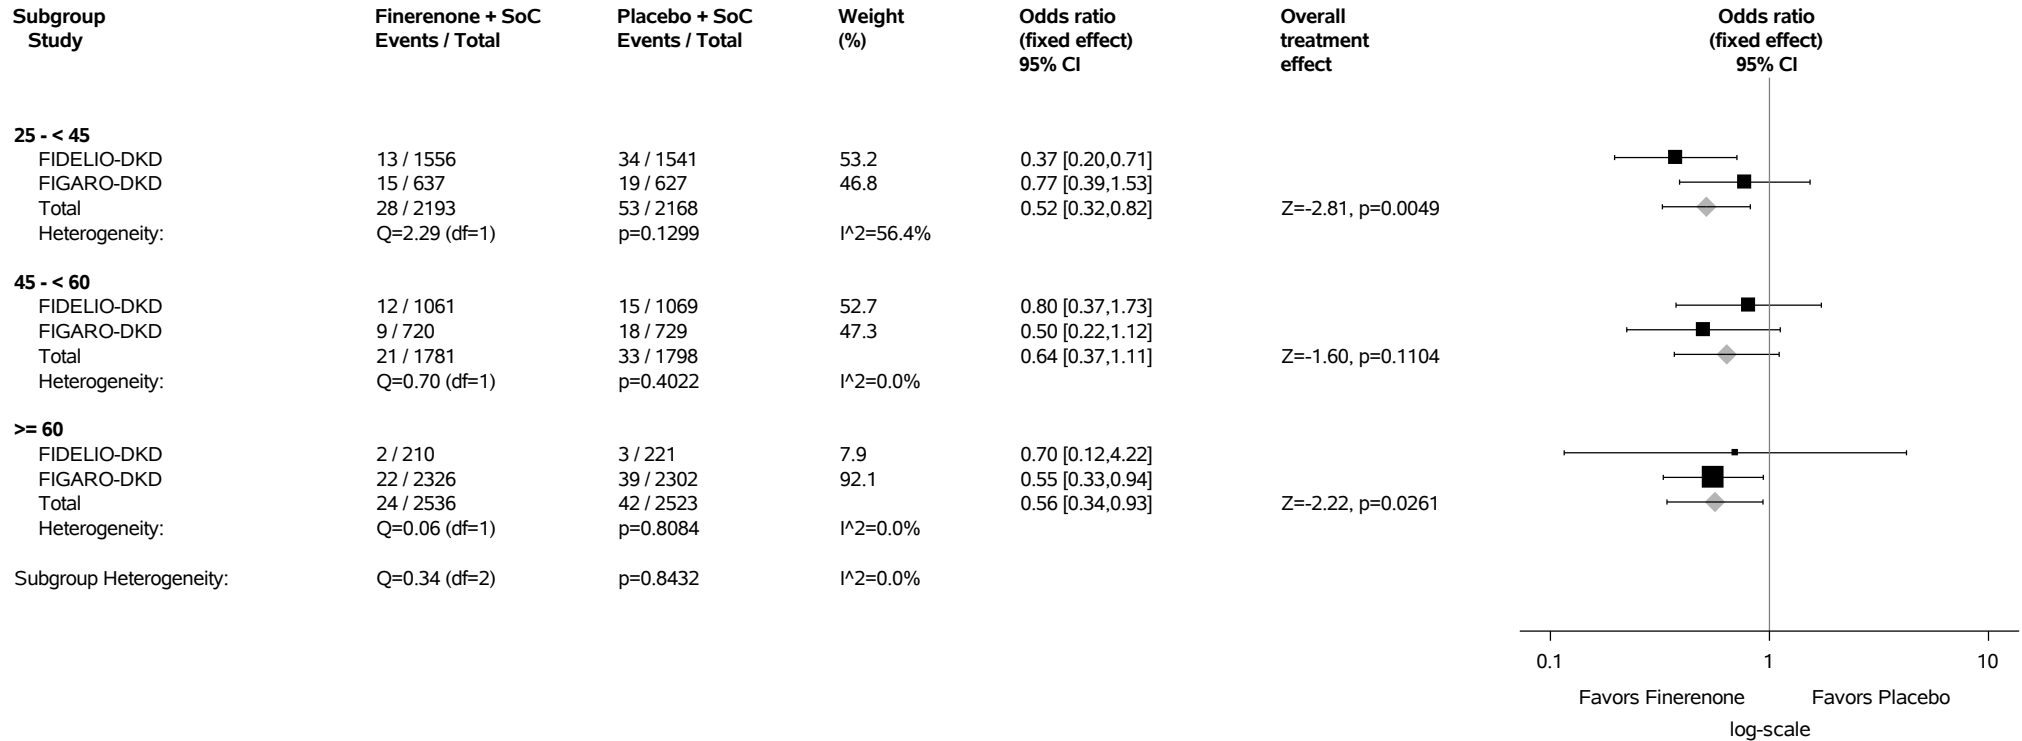 Subgroup Finerenone + SoC Placebo + SoC Weight Odds ratio Overall Odds ratio
Study Events / Total Events / Total (%) (fixed effect) treatment (fixed effect)
95% CI effect 95% CI
25 - < 45
FIDELIO-DKD 13 / 1556 34 / 1541 53.2 0.37 [0.20,0.71]
FIGARO-DKD 15 / 637 19 / 627 46.8 0.77 [0.39,1.53]
Total 28 / 2193 53 / 2168 0.52 [0.32,0.82] Z=-2.81, p=0.0049
Heterogeneity: Q=2.29 (df=1) p=0.1299 I^2=56.4%
45 - < 60
FIDELIO-DKD 12 / 1061 15 / 1069 52.7 0.80 [0.37,1.73]
FIGARO-DKD 9 / 720 18 / 729 47.3 0.50 [0.22,1.12]
Total 21 / 1781 33 / 1798 0.64 [0.37,1.11] Z=-1.60, p=0.1104
Heterogeneity: Q=0.70 (df=1) p=0.4022 I^2=0.0%
>= 60
FIDELIO-DKD 2 / 210 3 / 221 7.9 0.70 [0.12,4.22]
FIGARO-DKD 22 / 2326 39 / 2302 92.1 0.55 [0.33,0.94]
Total 24 / 2536 42 / 2523 0.56 [0.34,0.93] Z=-2.22, p=0.0261
Heterogeneity: Q=0.06 (df=1) p=0.8084 I^2=0.0%
Subgroup Heterogeneity: Q=0.34 (df=2) p=0.8432 I^2=0.0%
0.1 1 10
Favors Finerenone Favors Placebo
log-scale